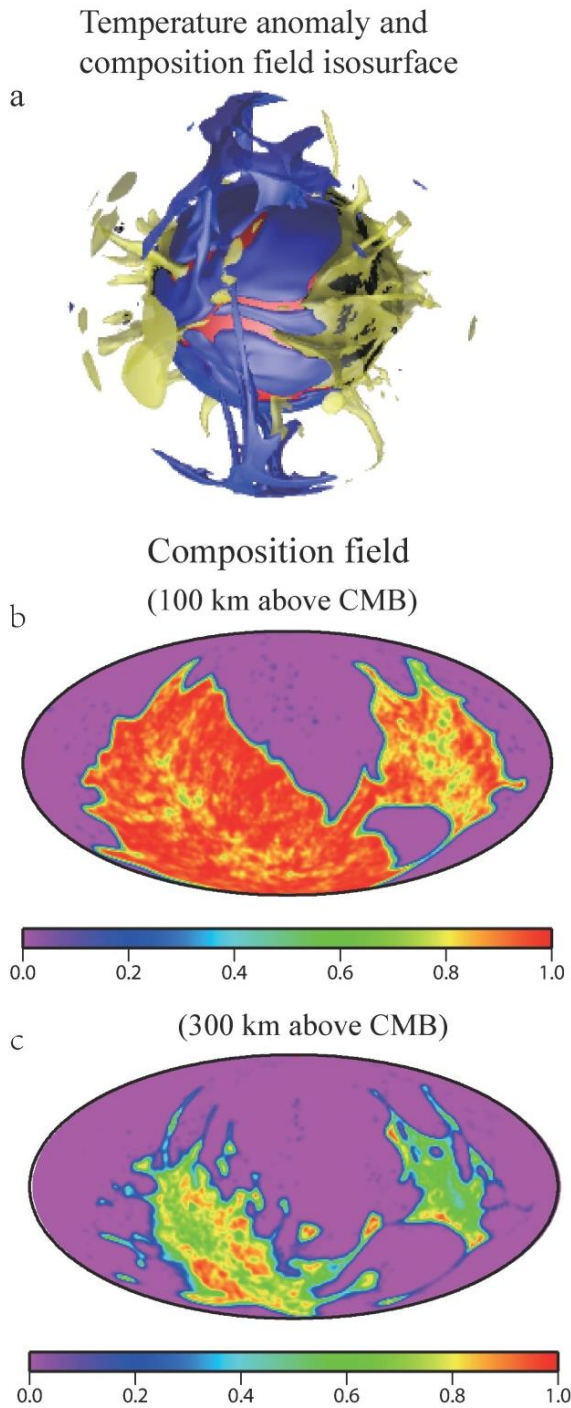 Temperature anomaly and
composition field isosurface
a
Composition field
(100 km above CMB)
b
0.0 0.2 0.4 0.6 0.8 1.0
(300 km above CMB)
c
0.0 0.2 0.4 0.6 0.8 1.0